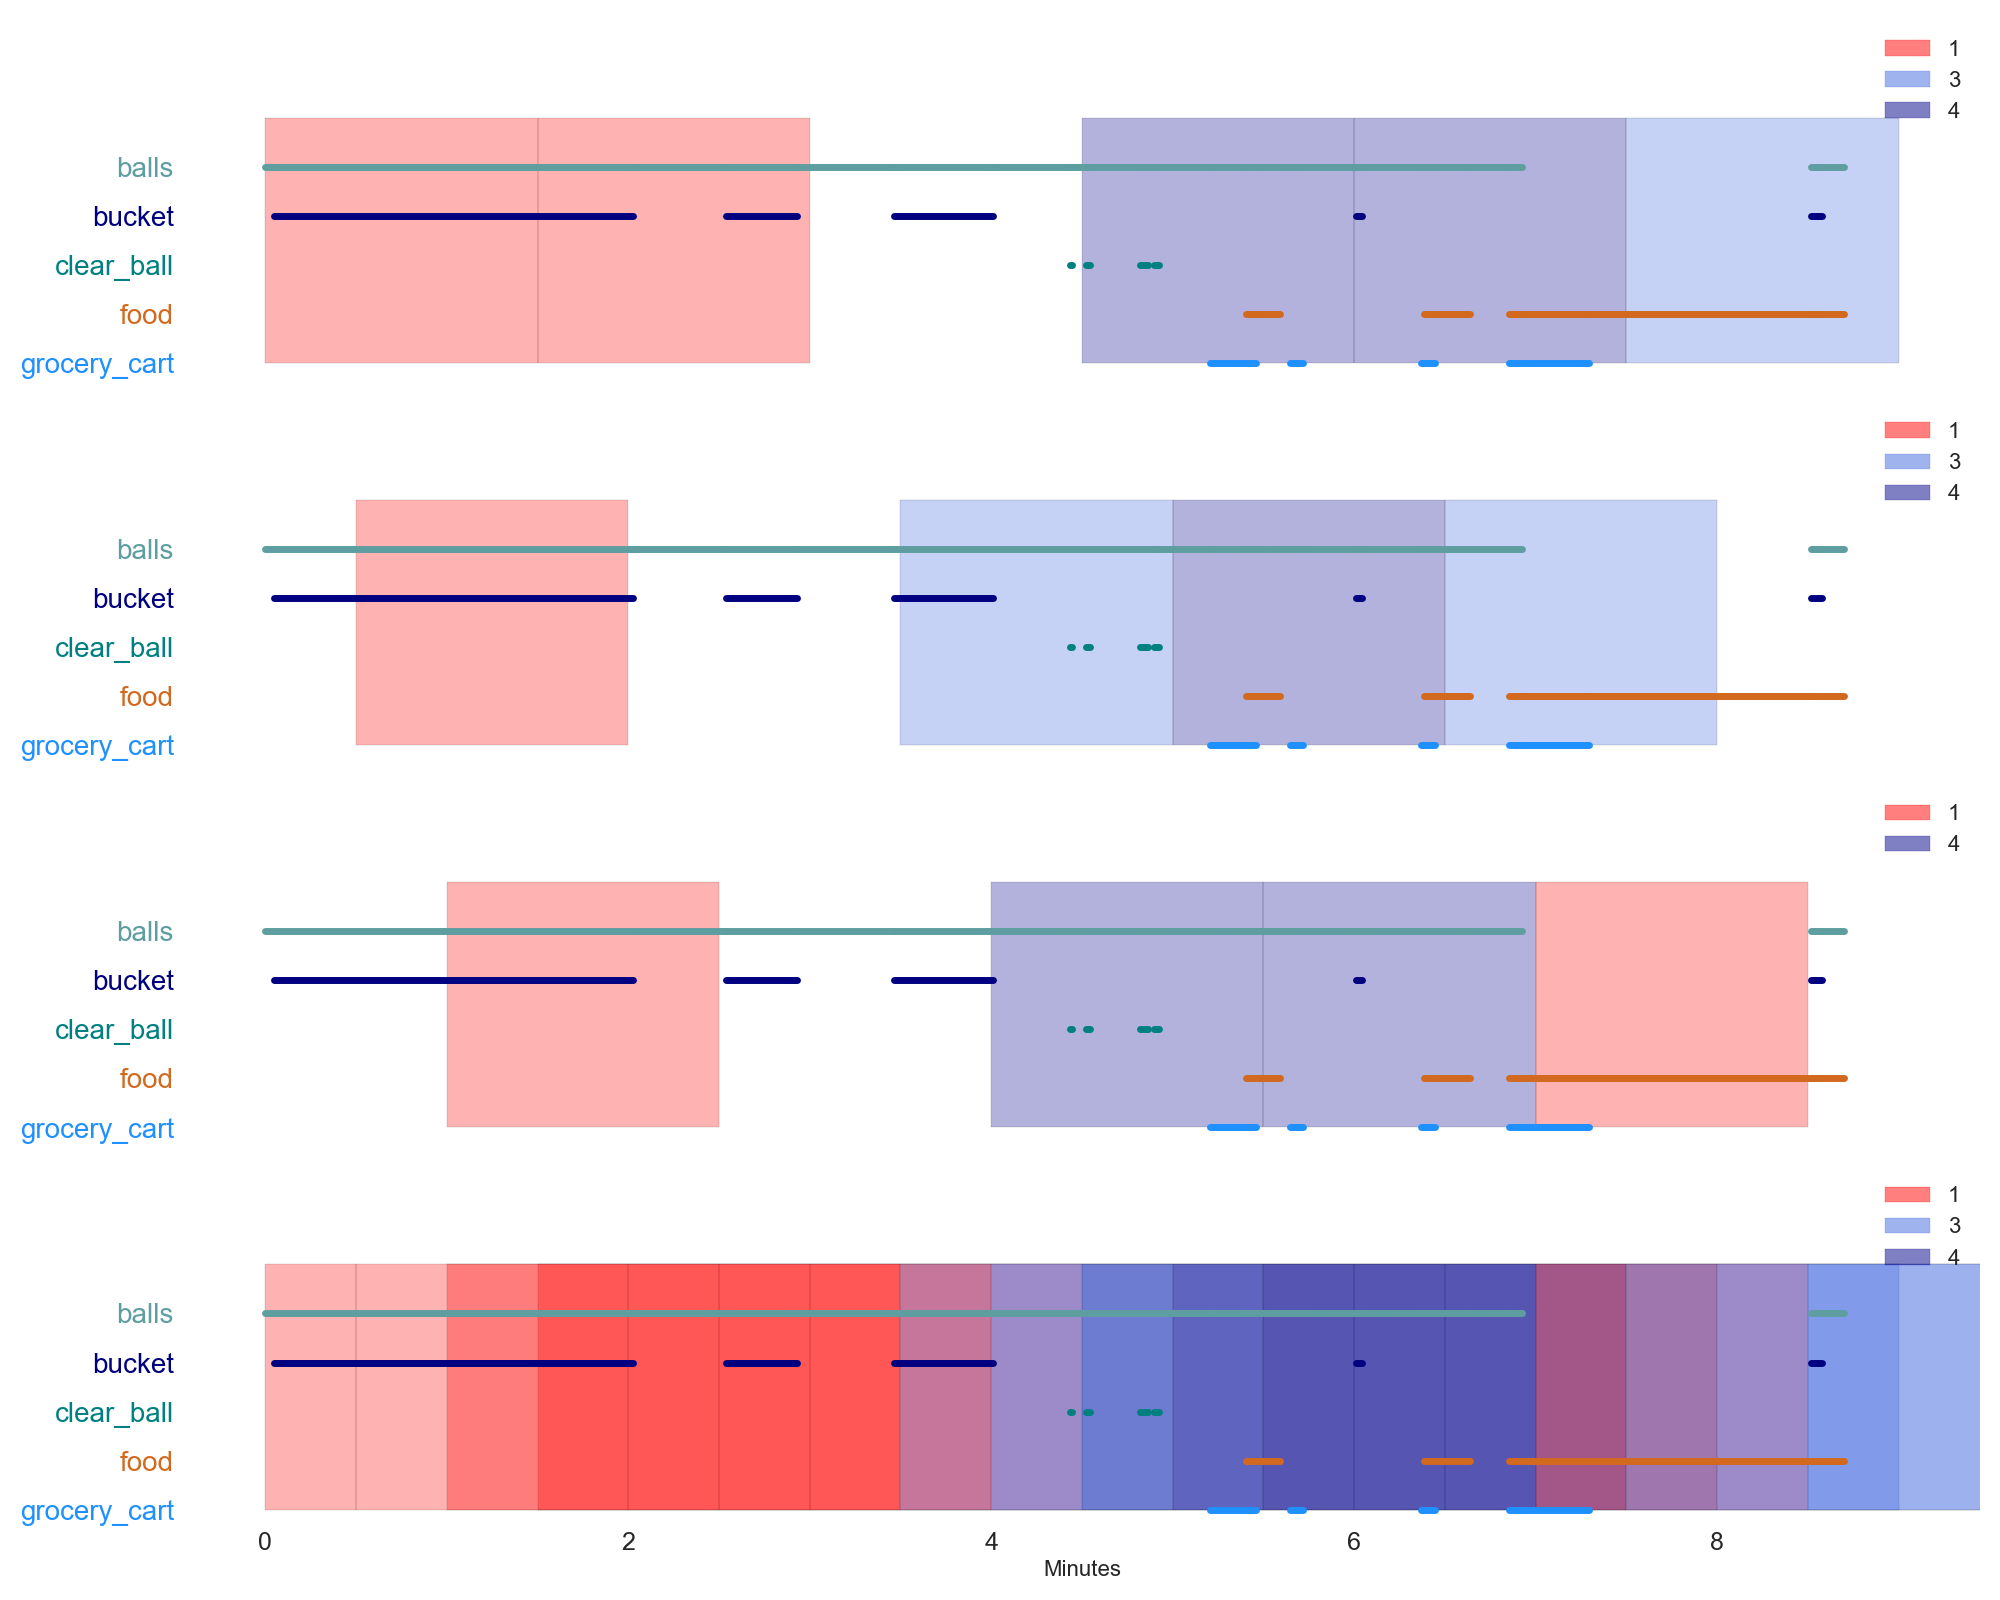 1
3
4
balls
bucket
clear_ball
food
grocery_cart
1
3
4
balls
bucket
clear_ball
food
grocery_cart
1
4
balls
bucket
clear_ball
food
grocery_cart
1
3
4
balls
bucket
clear_ball
food
grocery_cart
0 2 4 6 8
Minutes